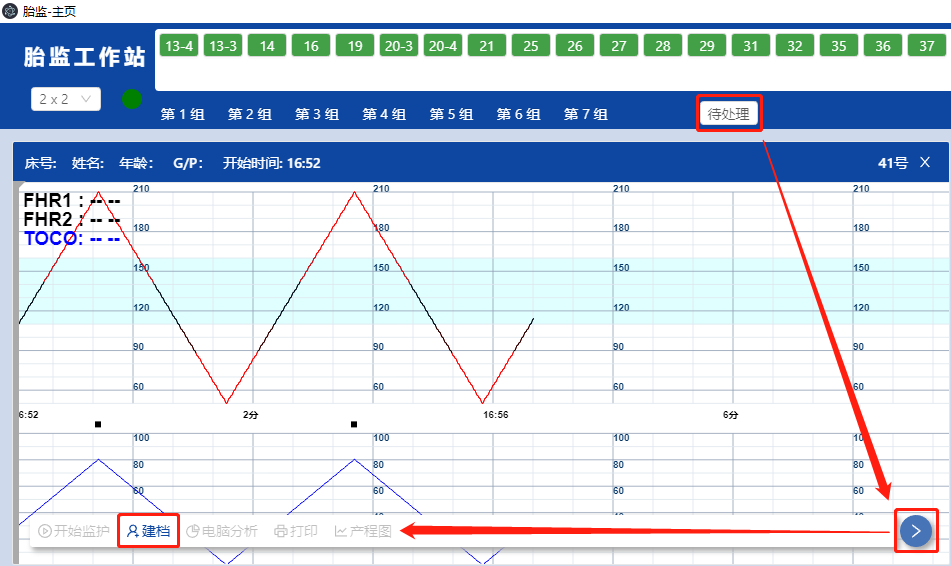 胎监-主页
胎监工作站
13-4 13-3 14 16 19 20-3 20-4 21 25 26 27 28 29 31 32 35 36 37
2 x 2
第 1 组 第 2 组 第 3 组 第 4 组 第 5 组 第 6 组 第 7 组 待处理
床号: 姓名: 年龄: G/P: 开始时间: 16:52 41号 X
210 210 210 210
FHR1 : -- --
FHR2 : -- --
180 180 180
TOCO: -- --
150 150 150 150
120 120 120 120
90 90 90 90
60 60 60 60
6:52 2分 16:56 6分
100 100 100 10
80 80 80 80
60 60 60 60
开始监护 建档 电脑分析 打印 产程图